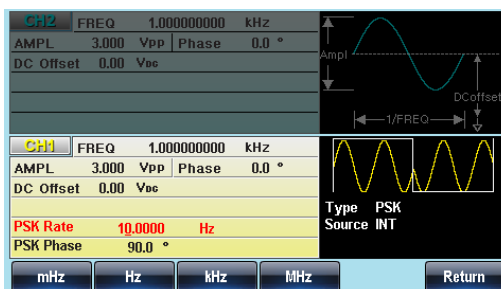 CH2 FREQ 1.000000000 kHz
AMPL 3.000 VPP Phase 0.0 °
DC Offset 0.00 VDC
Ampl
DCoffset
1/FREQ
CH1 FREQ 1.000000000 kHz
AMPL 3.000 VPP Phase 0.0 °
DC Offset 0.00 VDC
PSK Rate 10.0000 Hz
PSK Phase 90.0 °
Type PSK
Source INT
mHz Hz kHz MHz Return